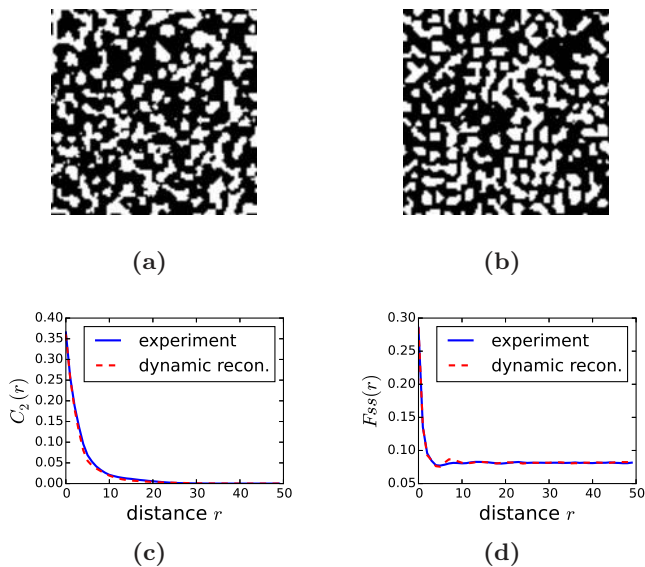 (a)
(b)
0.40
0.35
0.30
0.25
0.20
0.15
0.10
0.05
0.00
C₂(r)
experiment
dynamic recon.
0 10 20 30 40 50
distance r
(c)
0.30
0.25
0.20
0.15
0.10
0.05
Fss(r)
experiment
dynamic recon.
0 10 20 30 40 50
distance r
(d)